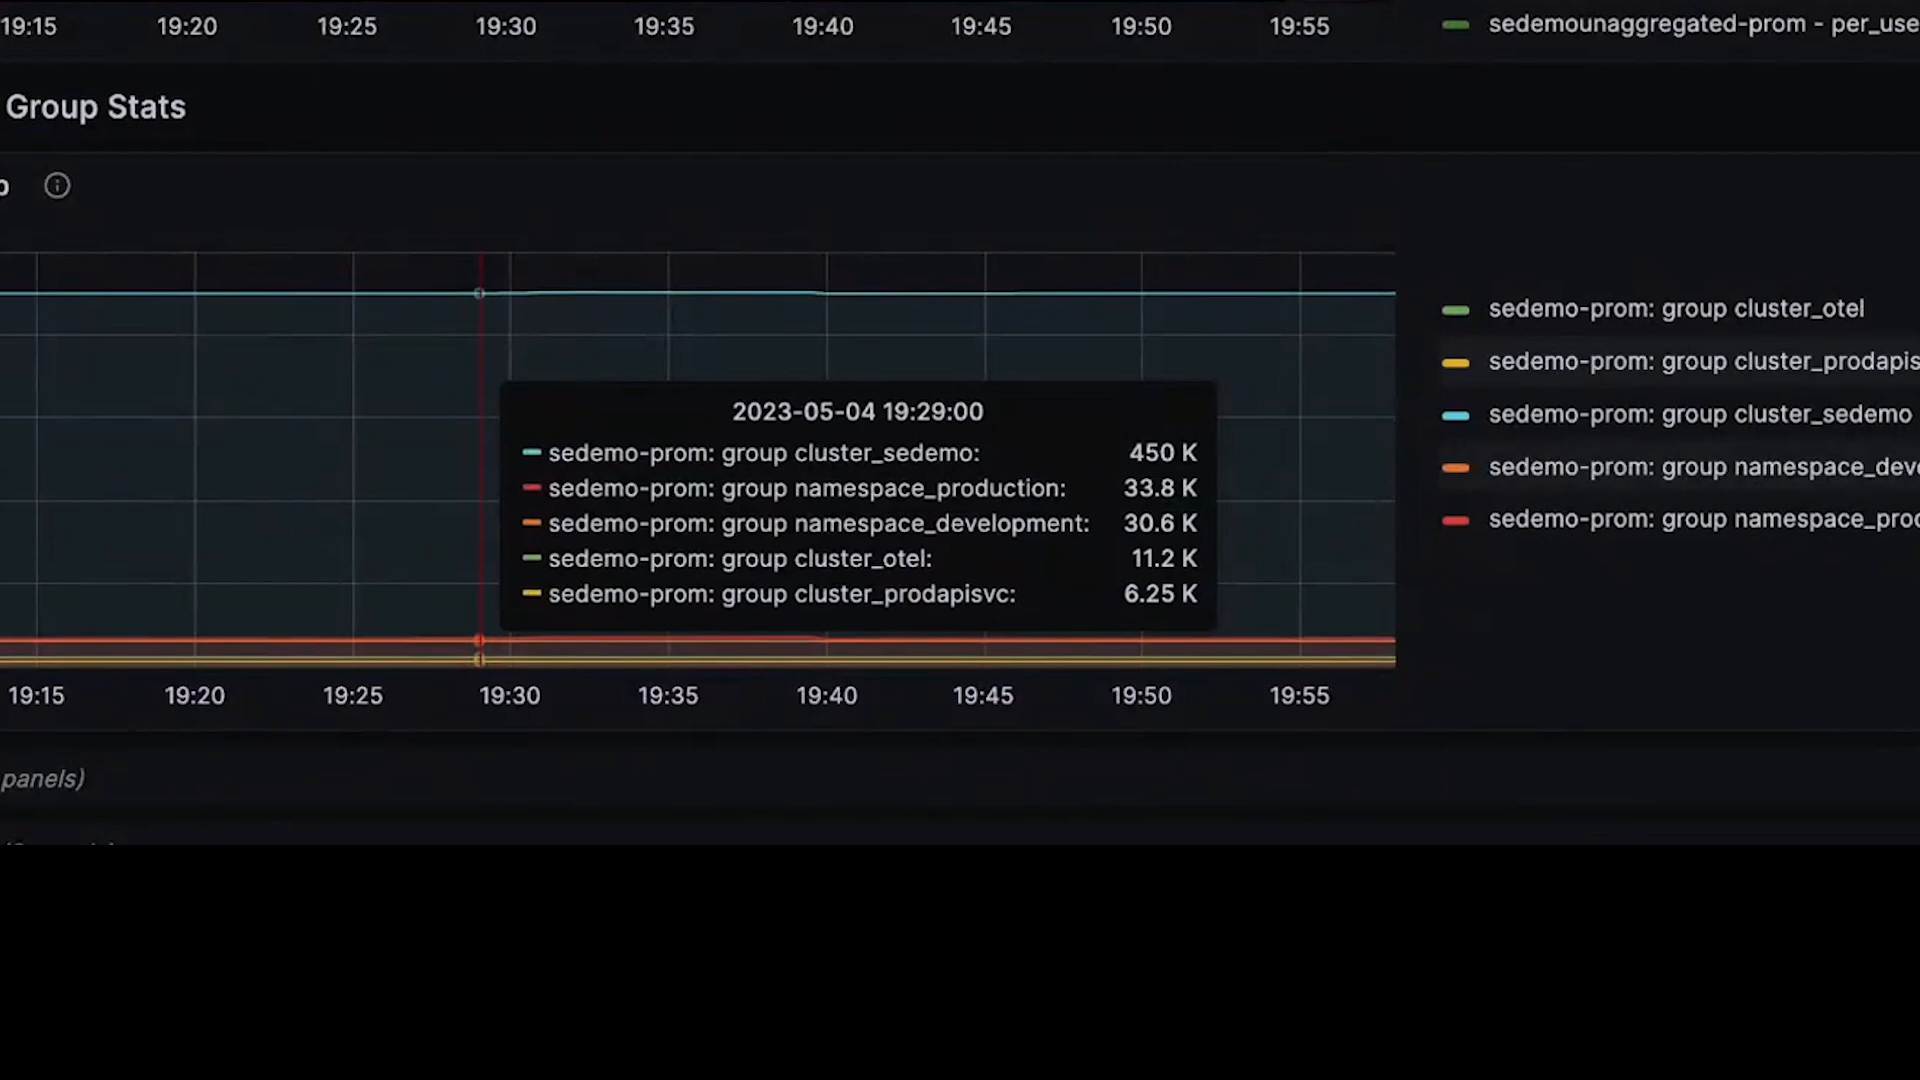 19:15 19:20 19:25 19:30 19:35 19:40 19:45 19:50 19:55
sedemounaggregated-prom - per_use
Group Stats
19:15 19:20 19:25 19:30 19:35 19:40 19:45 19:50 19:55
2023-05-04 19:29:00
sedemo-prom: group cluster_sedemo: 450 K
sedemo-prom: group namespace_production: 33.8 K
sedemo-prom: group namespace_development: 30.6 K
sedemo-prom: group cluster_otel: 11.2 K
sedemo-prom: group cluster_prodapisvc: 6.25 K
sedemo-prom: group cluster_otel
sedemo-prom: group cluster_prodapis
sedemo-prom: group cluster_sedemo
sedemo-prom: group namespace_deve
sedemo-prom: group namespace_prod
panels)